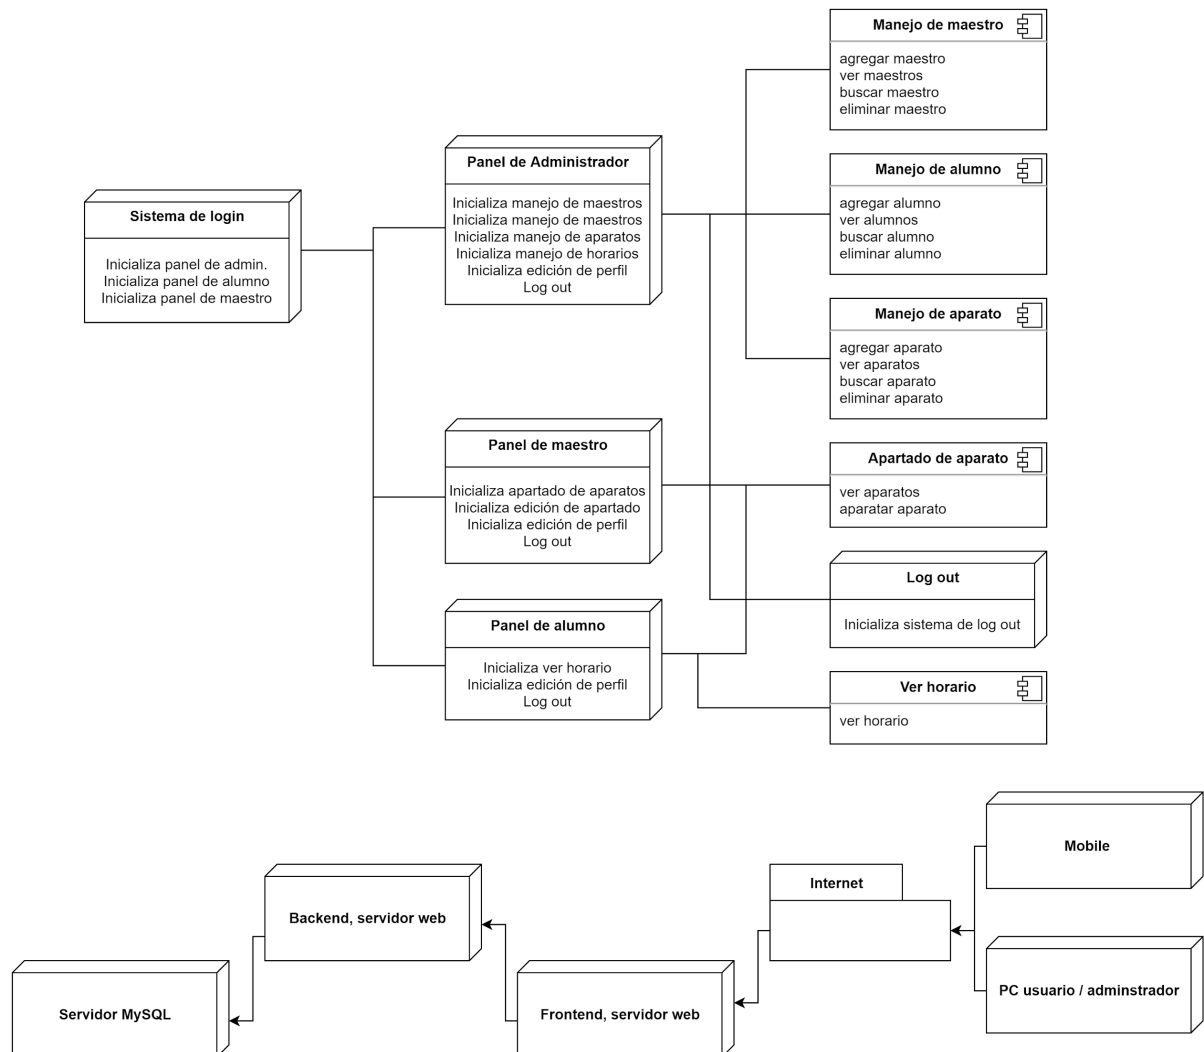 Manejo de maestro
agregar maestro
ver maestros
buscar maestro
eliminar maestro
Panel de Administrador
Inicializa manejo de maestros
Inicializa manejo de maestros
Inicializa manejo de aparatos
Inicializa manejo de horarios
Inicializa edición de perfil
Log out
Manejo de alumno
agregar alumno
ver alumnos
buscar alumno
eliminar alumno
Sistema de login
Inicializa panel de admin.
Inicializa panel de alumno
Inicializa panel de maestro
Manejo de aparato
agregar aparato
ver aparatos
buscar aparato
eliminar aparato
Panel de maestro
Inicializa apartado de aparatos
Inicializa edición de apartado
Inicializa edición de perfil
Log out
Apartado de aparato
ver aparatos
aparatar aparato
Log out
Inicializa sistema de log out
Panel de alumno
Inicializa ver horario
Inicializa edición de perfil
Log out
Ver horario
ver horario
Mobile
Internet
Backend, servidor web
PC usuario / adminstrador
Servidor MySQL
Frontend, servidor web